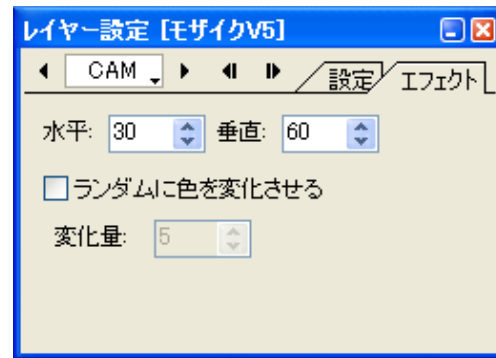 レイヤー設定 [モザイクV5]
CAM 設定 エフェクト
水平: 30 垂直: 60
ランダムに色を変化させる
変化量: 5